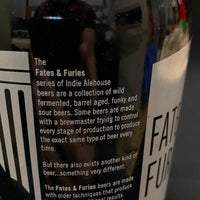 The
Fates & Furies
series of Indie Alehouse
beers are a collection of wild
fermented, barrel aged, funky and
sour beers. Some beers are made
with a brewmaster trying to control
every stage of production to produce
the exact same type of beer every
time.
But there also exists another kind of
beer...something very different.
The Fates & Furies beers are made
with older techniques that produce
results.
FAT
FUR